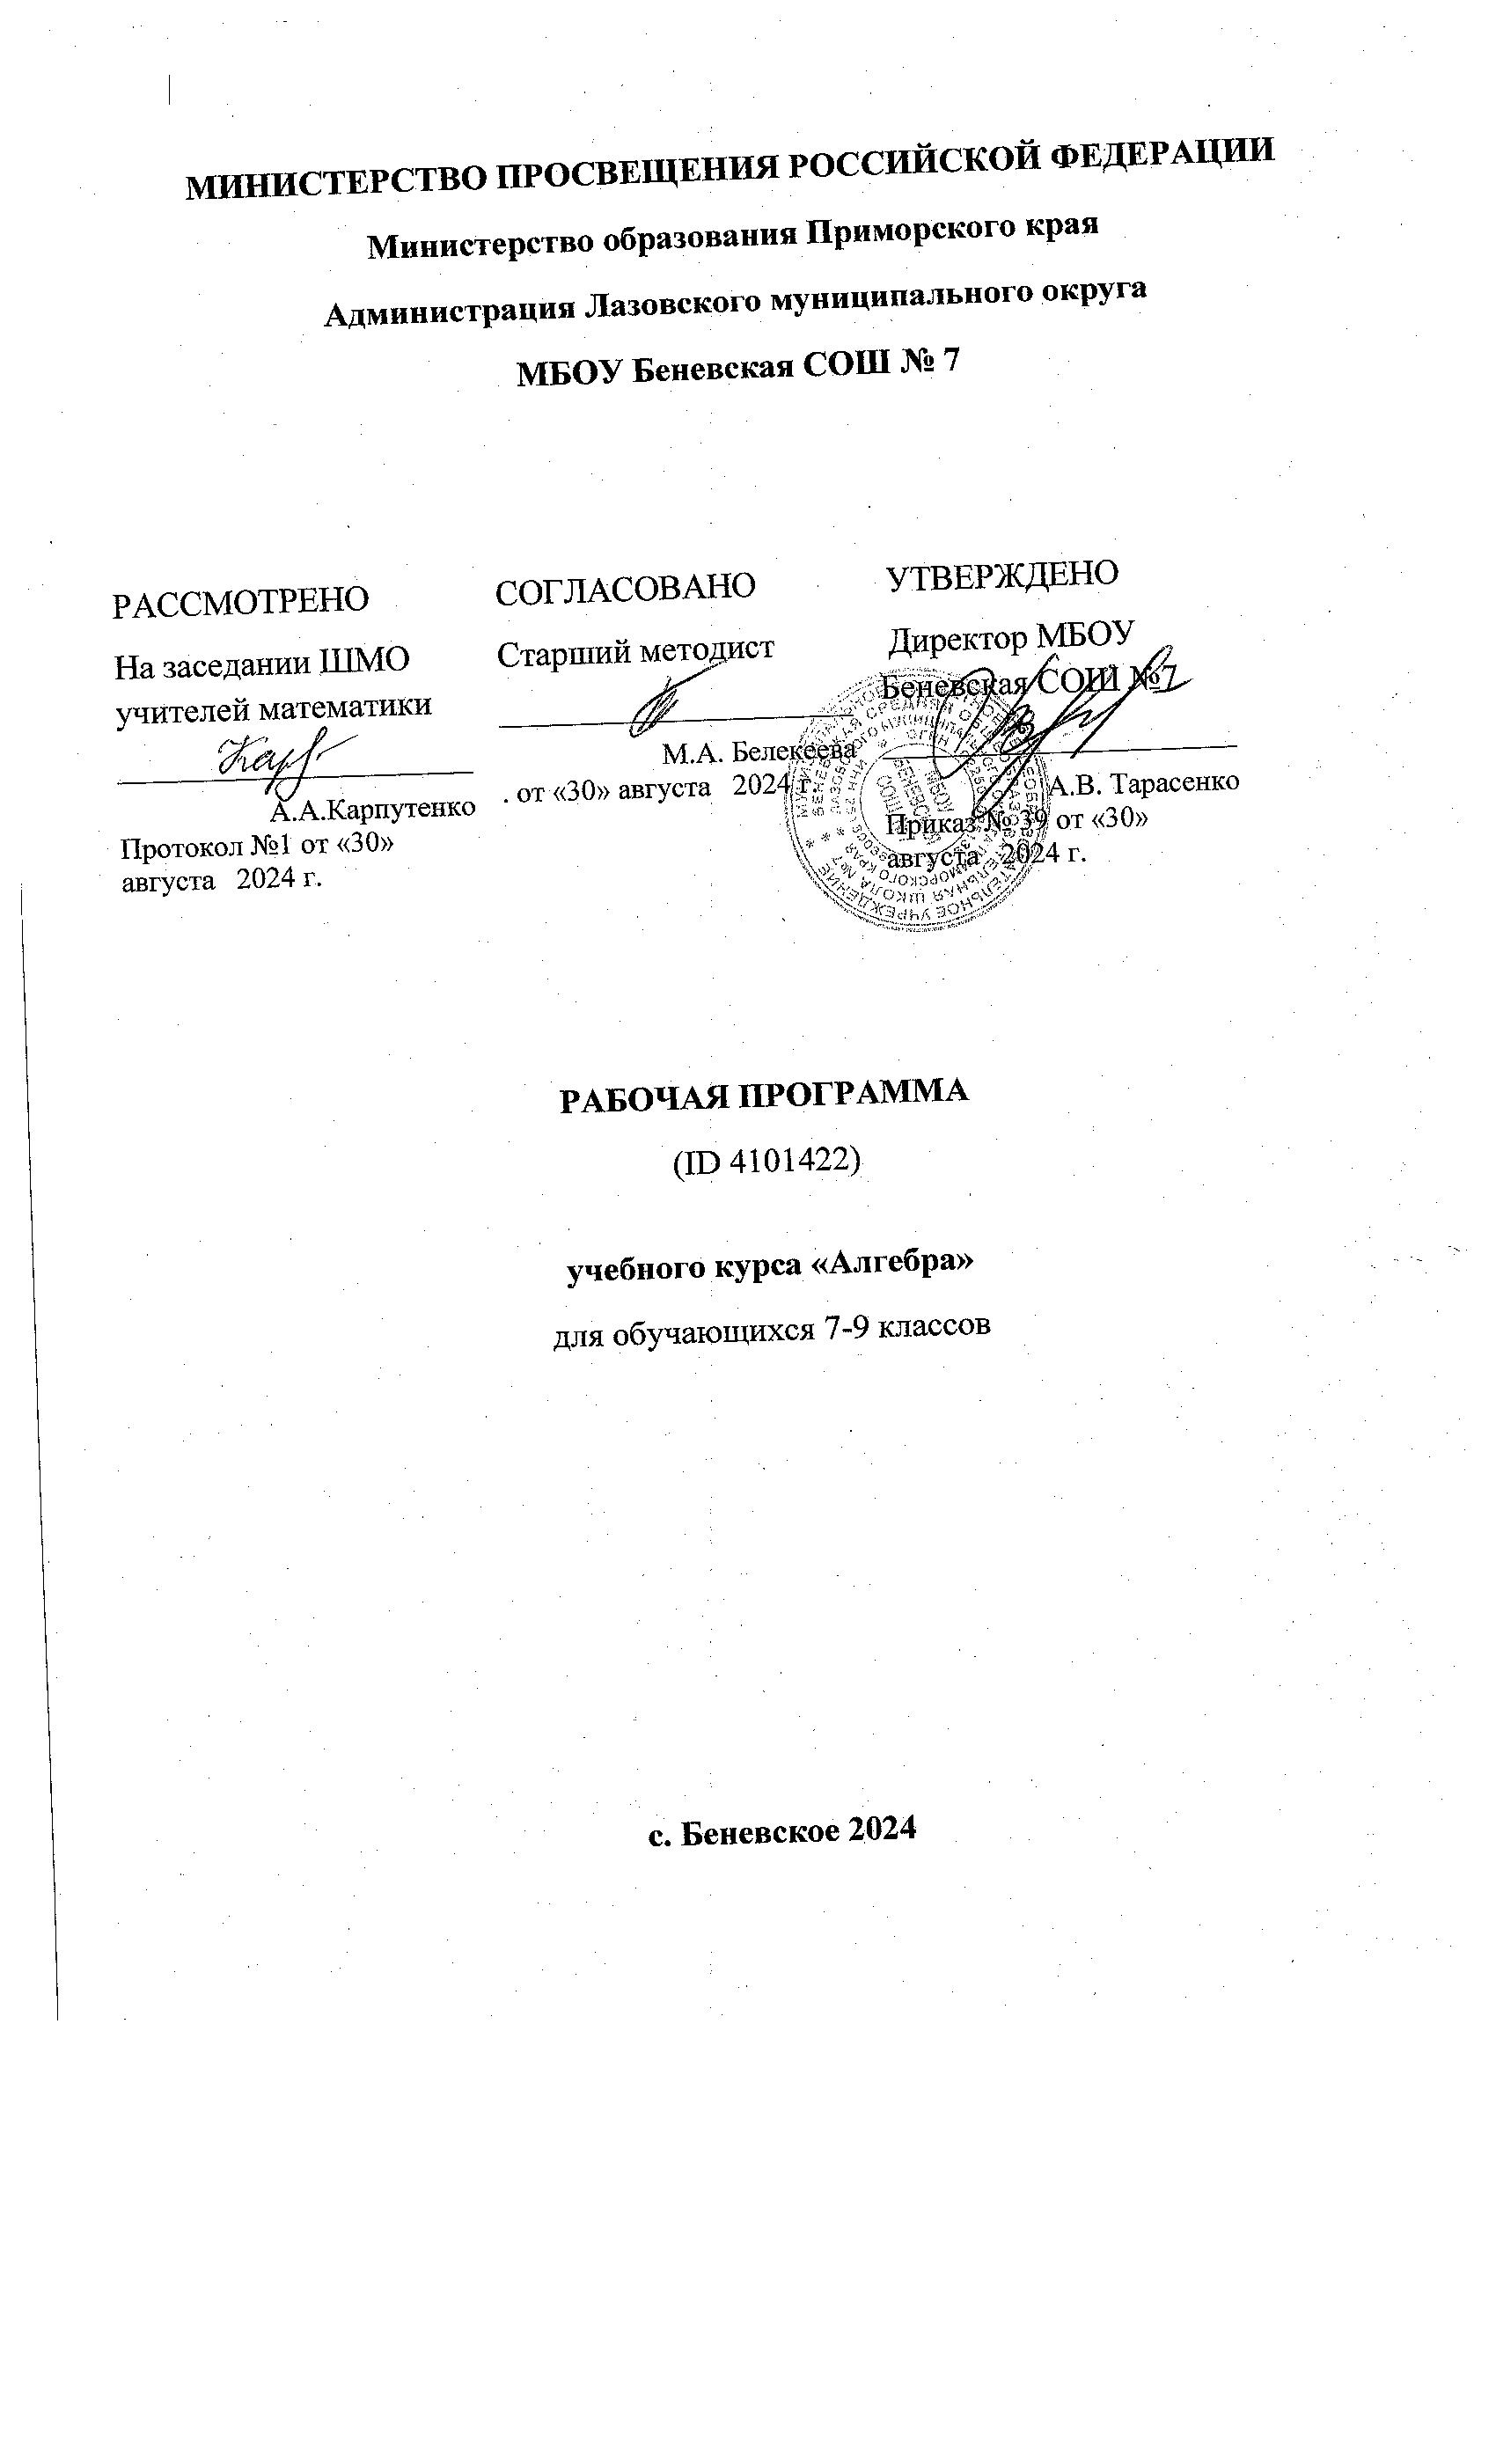 МИНИСТЕРСТВО ПРОСВЕЩЕНИЯ РОССИЙСКОЙ ФЕДЕРАЦИИ
Министерство образования Приморского края
Администрация Лазовского муниципального округа
МБОУ Беневская СОШ № 7
РАССМОТРЕНО
На заседании ШМО
учителей математики
А.А.Карпутенко
Протокол №1 от «30»
августа 2024 г.
СОГЛАСОВАНО
Старший методист
М.А. Белекеева
. от «30» августа 2024 г.
УТВЕРЖДЕНО
Директор МБОУ
Беневская СОШ №7
А.В. Тарасенко
Приказ № 39 от «30»
августа 2024 г.
РАБОЧАЯ ПРОГРАММА
(ID 4101422)
учебного курса «Алгебра»
для обучающихся 7-9 классов
с. Беневское 2024